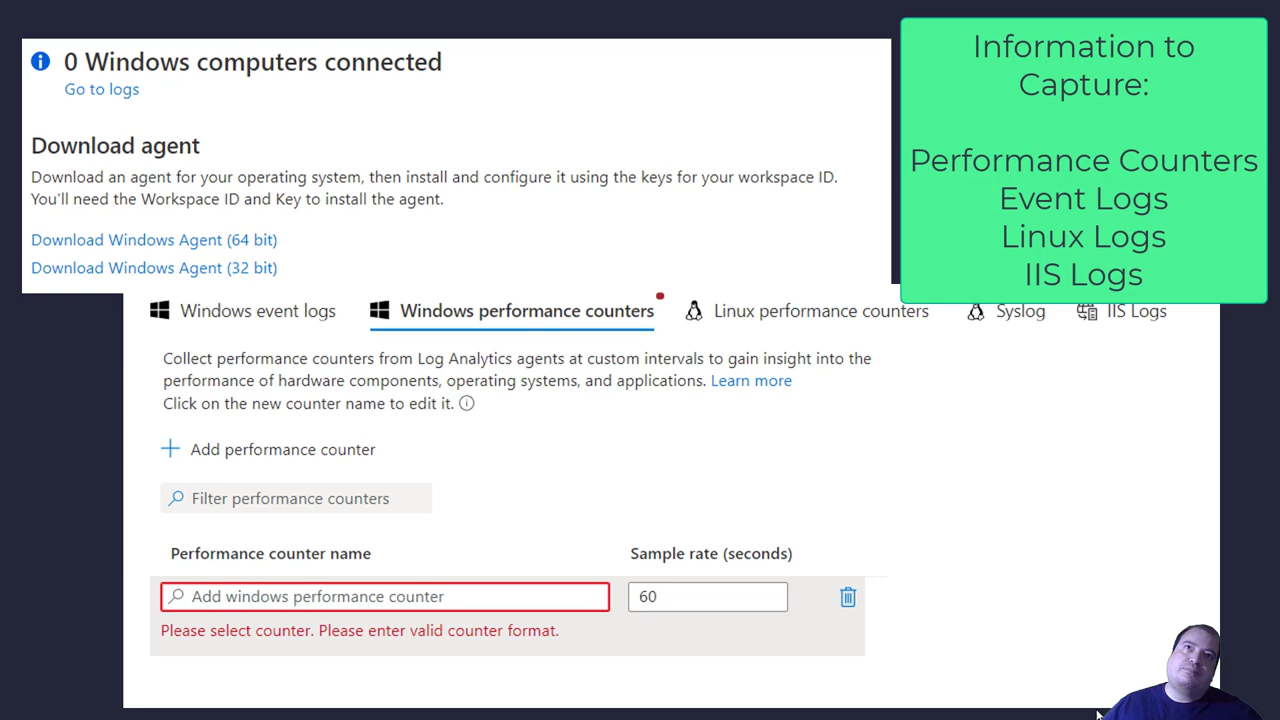 0 Windows computers connected
Go to logs
Download agent
Download an agent for your operating system, then install and configure it using the keys for your workspace ID.
You'll need the Workspace ID and Key to install the agent.
Download Windows Agent (64 bit)
Download Windows Agent (32 bit)
Information to
Capture:
Performance Counters
Event Logs
Linux Logs
IIS Logs
Windows event logs
Windows performance counters
Linux performance counters
Syslog
IIS Logs
Collect performance counters from Log Analytics agents at custom intervals to gain insight into the
performance of hardware components, operating systems, and applications. Learn more
Click on the new counter name to edit it.
Add performance counter
Filter performance counters
Performance counter name
Sample rate (seconds)
Add windows performance counter
60
Please select counter. Please enter valid counter format.